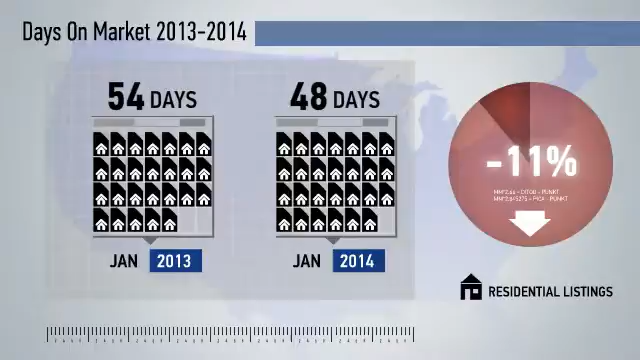 Days On Market 2013-2014
54 DAYS
48 DAYS
-11%
JAN 2013
JAN 2014
RESIDENTIAL LISTINGS